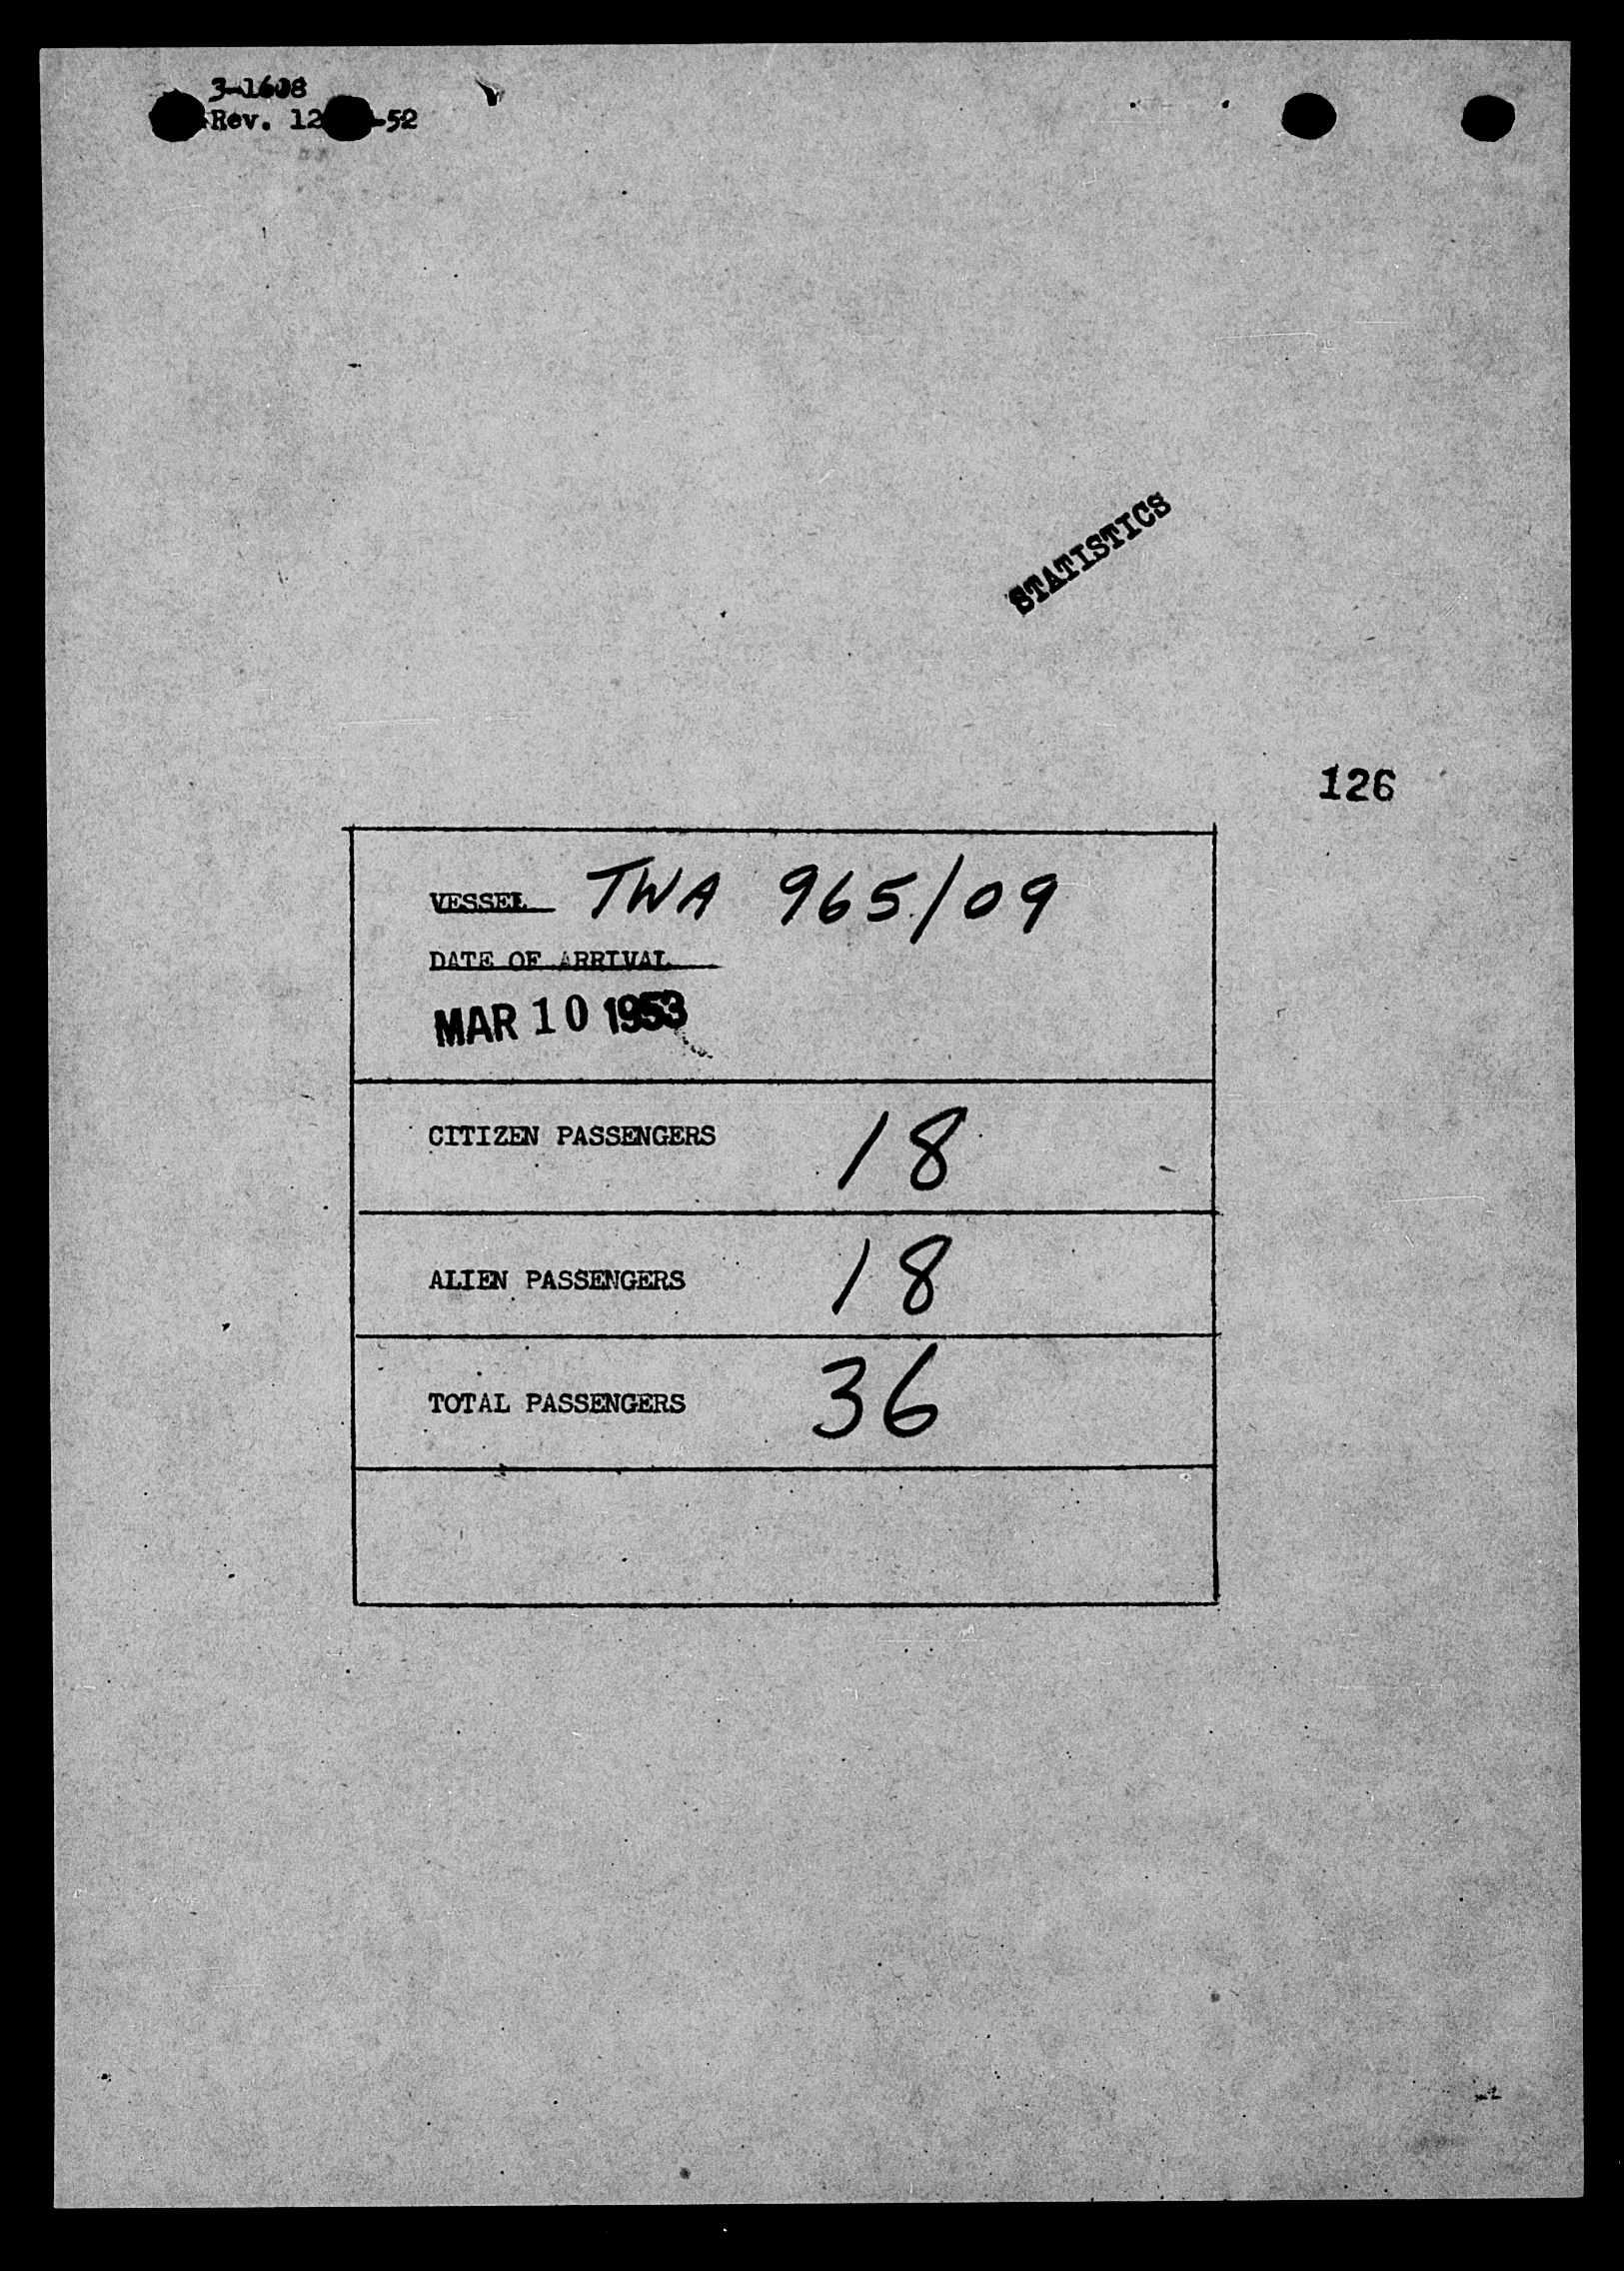 3-1608
Rev. 12 -52
STATISTICS
126
VESSEL TWA 965/09
DATE OF ARRIVAL
MAR 10 1953
CITIZEN PASSENGERS 18
ALIEN PASSENGERS 18
TOTAL PASSENGERS 36